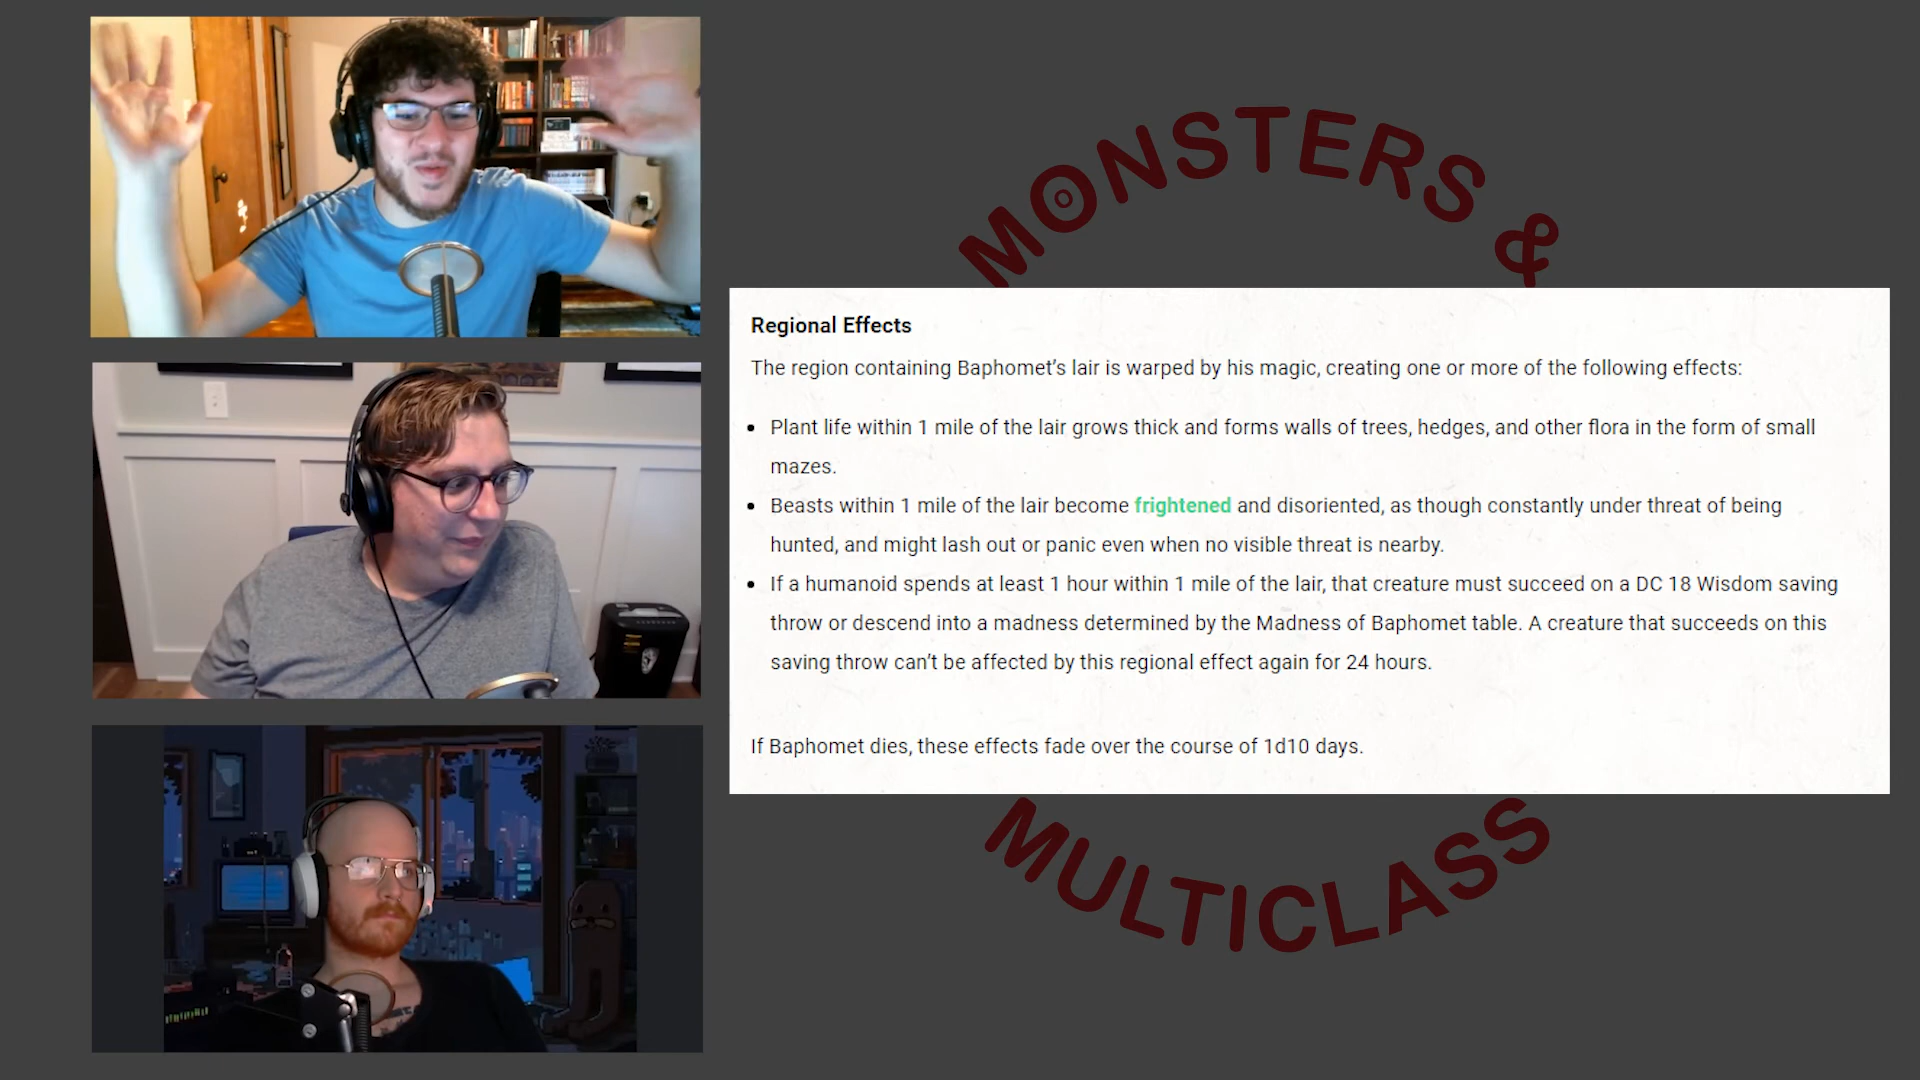 MONSTERS &
Regional Effects
The region containing Baphomet’s lair is warped by his magic, creating one or more of the following effects:
• Plant life within 1 mile of the lair grows thick and forms walls of trees, hedges, and other flora in the form of small
mazes.
• Beasts within 1 mile of the lair become frightened and disoriented, as though constantly under threat of being
hunted, and might lash out or panic even when no visible threat is nearby.
• If a humanoid spends at least 1 hour within 1 mile of the lair, that creature must succeed on a DC 18 Wisdom saving
throw or descend into a madness determined by the Madness of Baphomet table. A creature that succeeds on this
saving throw can’t be affected by this regional effect again for 24 hours.
If Baphomet dies, these effects fade over the course of 1d10 days.
MULTICLASS